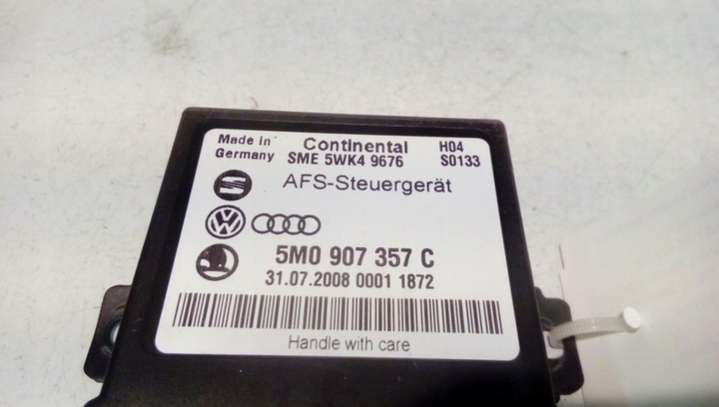 Made in Continental H04
Germany SME 5WK4 9676 S0133
AFS-Steuergerät
5M0 907 357 C
31.07.2008 0001 1872
Handle with care